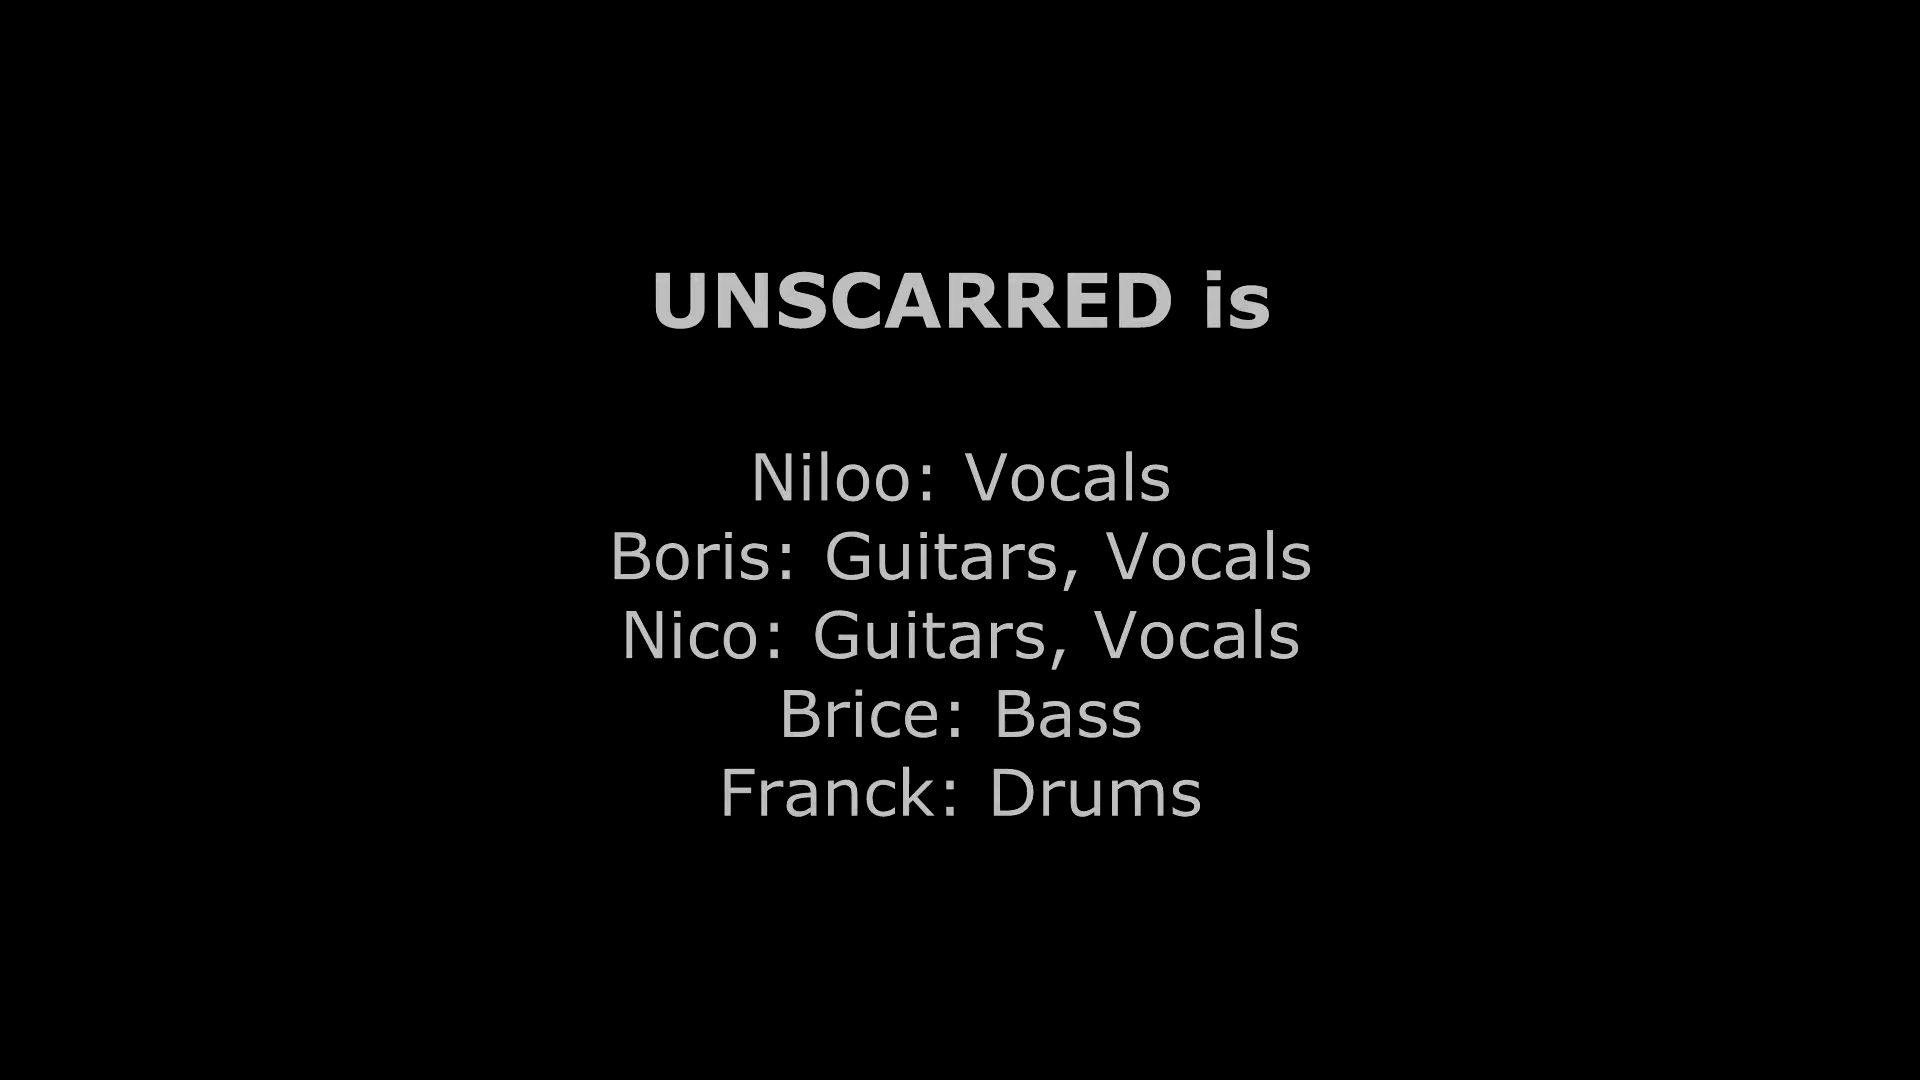 UNSCARRED is
Niloo: Vocals
Boris: Guitars, Vocals
Nico: Guitars, Vocals
Brice: Bass
Franck: Drums